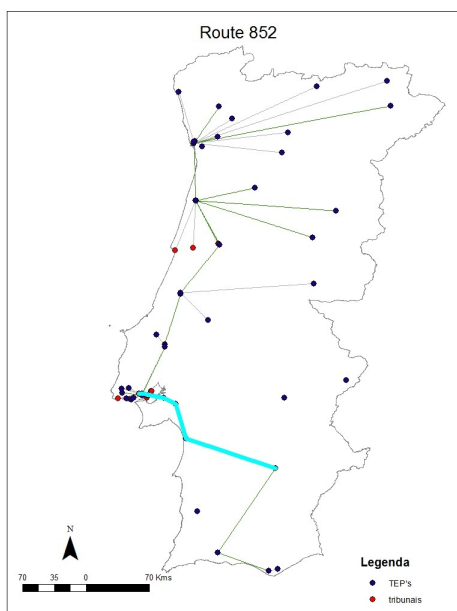 Route 852
N
70 35 0 70 Kms
Legenda
TEP's
tribunais